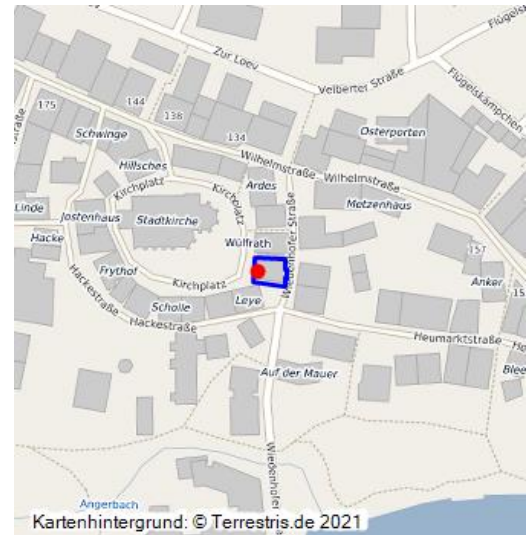 Zur Loev
Velberter Straße
Flügelskämpchen
175
144
138
134
Schwinge
Osterporten
Wilhelmstraße
Wilhelmstraße
Hillsches
Kirchplatz
Ardes
Metzenhaus
Linde
Jostenhaus
Stadtkirche
Kirchplatz
Wülfrath
Hacke
Frythof
Kirchplatz
Wiedenhofer Straße
157
Anker
Scholle
Leye
Hackestraße
Hackestraße
Heumarktstraße
Auf der Mauer
Angerbach
Kartenhintergrund: © Terrestris.de 2021